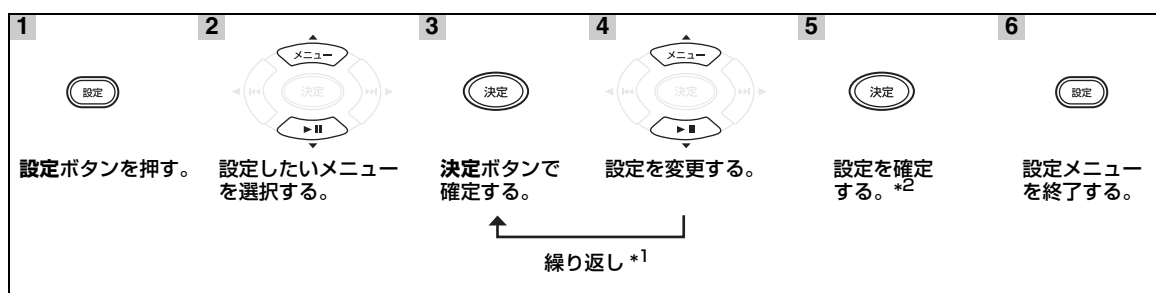 1
設定
設定ボタンを押す。
2
メニュー
決定
設定したいメニュー
を選択する。
3
決定
決定ボタンで
確定する。
4
メニュー
決定
設定を変更する。
繰り返し *1
5
決定
設定を確定
する。*2
6
設定
設定メニュー
を終了する。